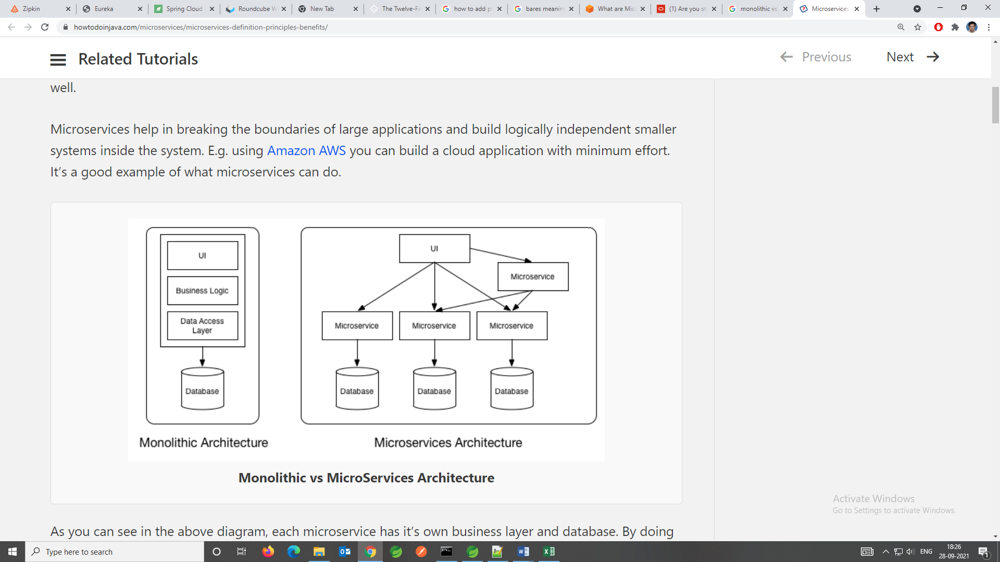 Zipkin
Eureka
Spring Cloud
Roundcube W
New Tab
The Twelve-Fa
how to add pa
bares meanin
What are Mic
(1) Are you st
monolithic vs
Microservices
howtodoinjava.com/microservices/microservices-definition-principles-benefits/
Related Tutorials
Previous
Next
well.
Microservices help in breaking the boundaries of large applications and build logically independent smaller
systems inside the system. E.g. using Amazon AWS you can build a cloud application with minimum effort.
It’s a good example of what microservices can do.
UI
Business Logic
Data Access
Layer
Database
Monolithic Architecture
UI
Microservice
Microservice
Microservice
Microservice
Database
Database
Database
Microservices Architecture
Monolithic vs MicroServices Architecture
As you can see in the above diagram, each microservice has it’s own business layer and database. By doing
Activate Windows
Go to Settings to activate Windows.
Type here to search
ENG
18:26
28-09-2021
1